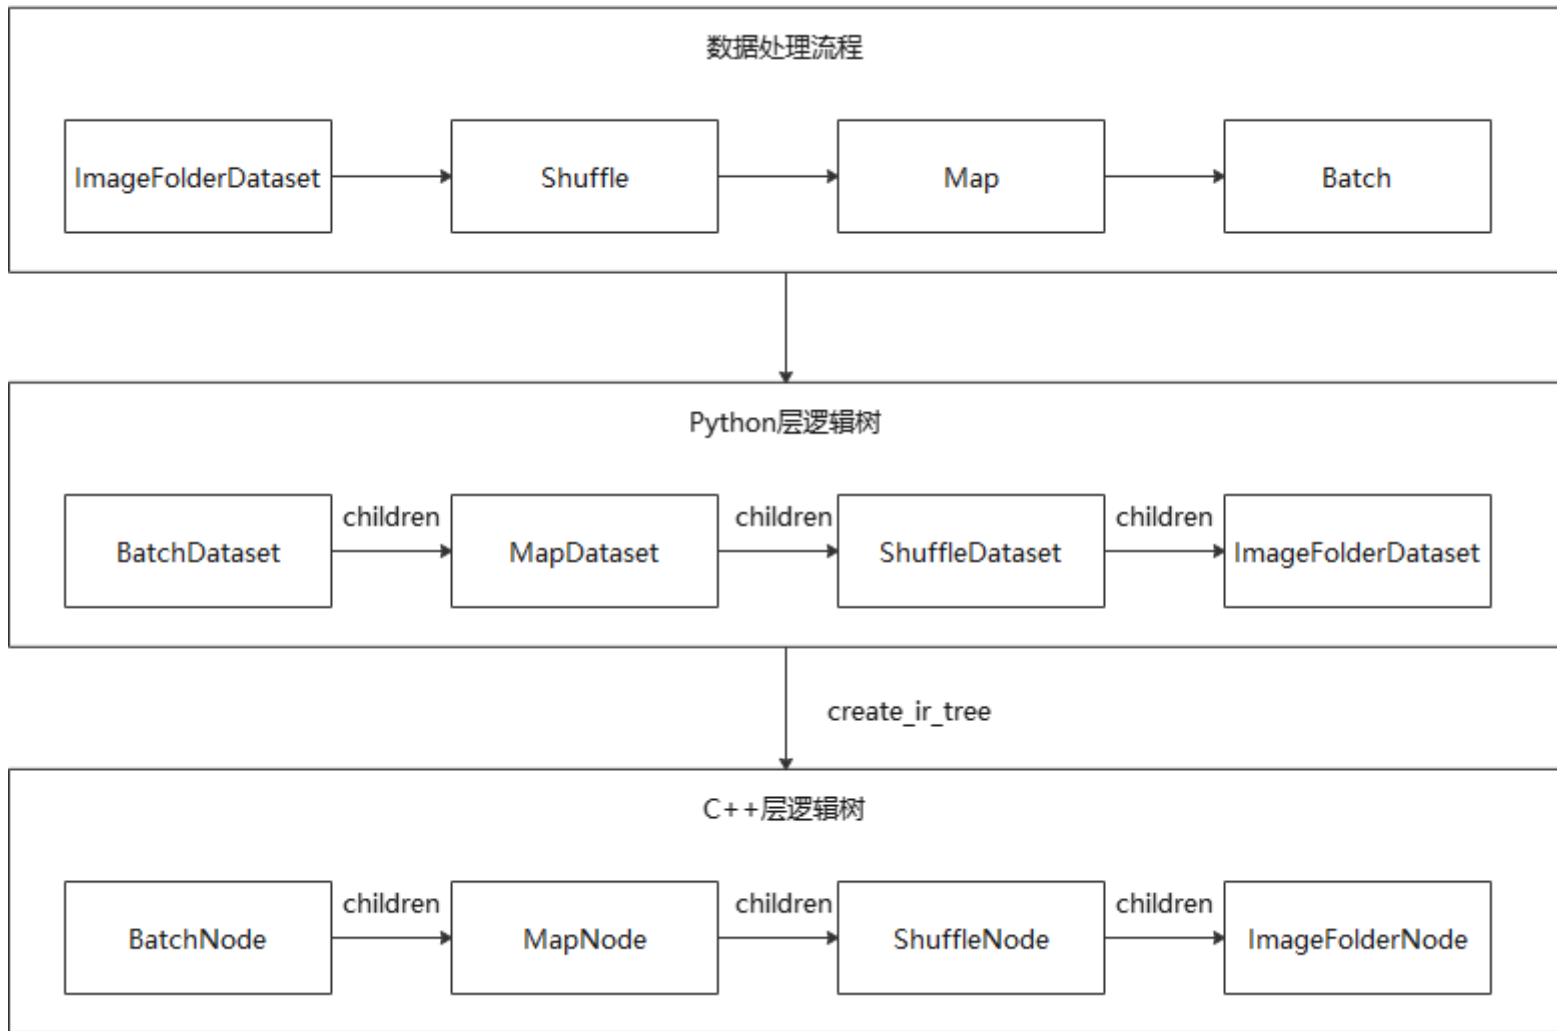 数据处理流程
ImageFolderDataset
Shuffle
Map
Batch
Python层逻辑树
children
children
children
BatchDataset
MapDataset
ShuffleDataset
ImageFolderDataset
create_ir_tree
C++层逻辑树
children
children
children
BatchNode
MapNode
ShuffleNode
ImageFolderNode